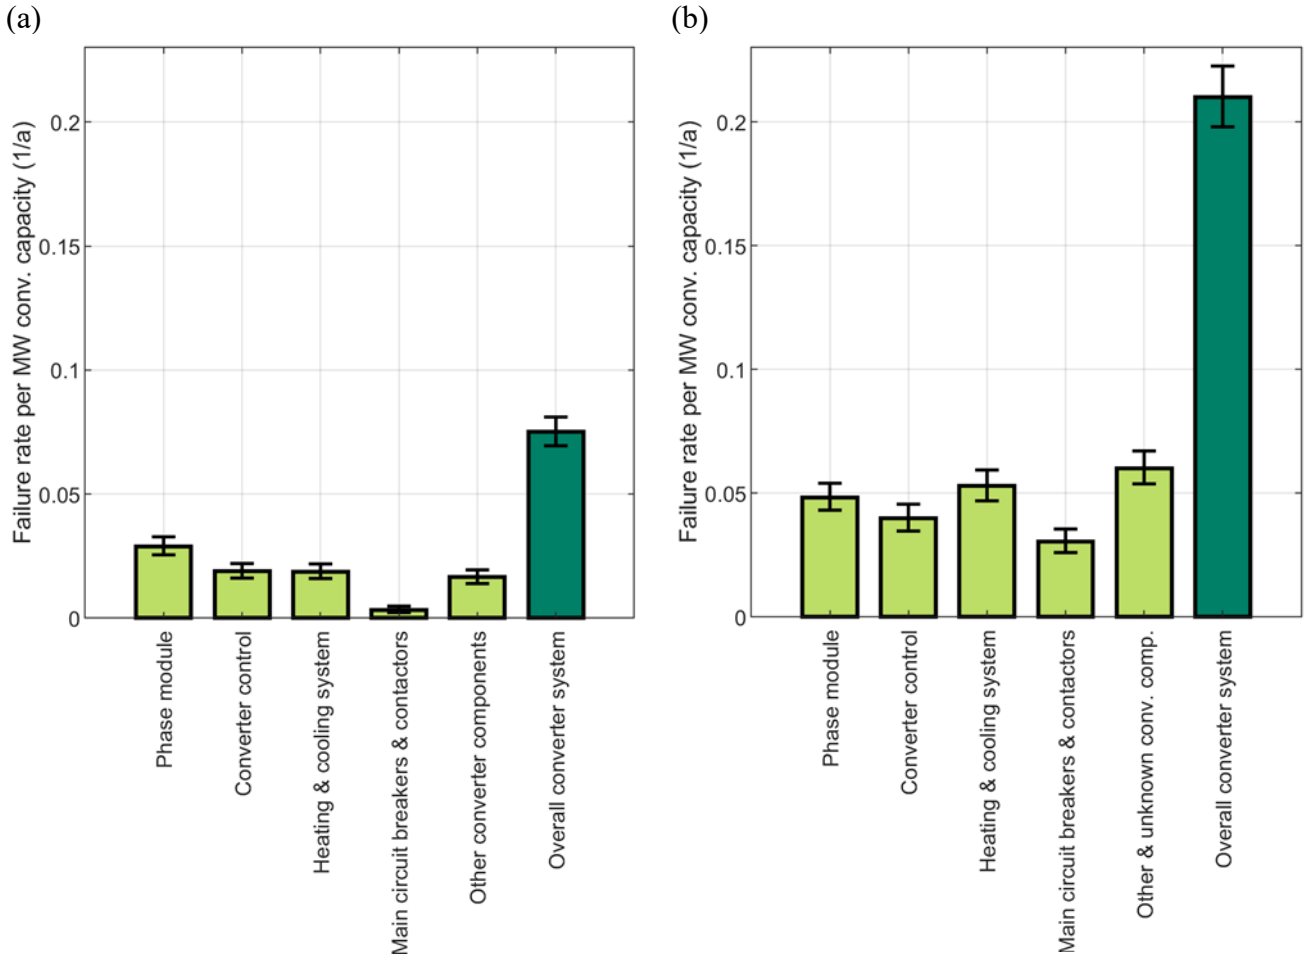 (a)
Failure rate per MW conv. capacity (1/a)
0.2
0.15
0.1
0.05
0
Phase module
Converter control
Heating & cooling system
Main circuit breakers & contactors
Other converter components
Overall converter system
(b)
Failure rate per MW conv. capacity (1/a)
0.2
0.15
0.1
0.05
0
Phase module
Converter control
Heating & cooling system
Main circuit breakers & contactors
Other & unknown conv. comp.
Overall converter system